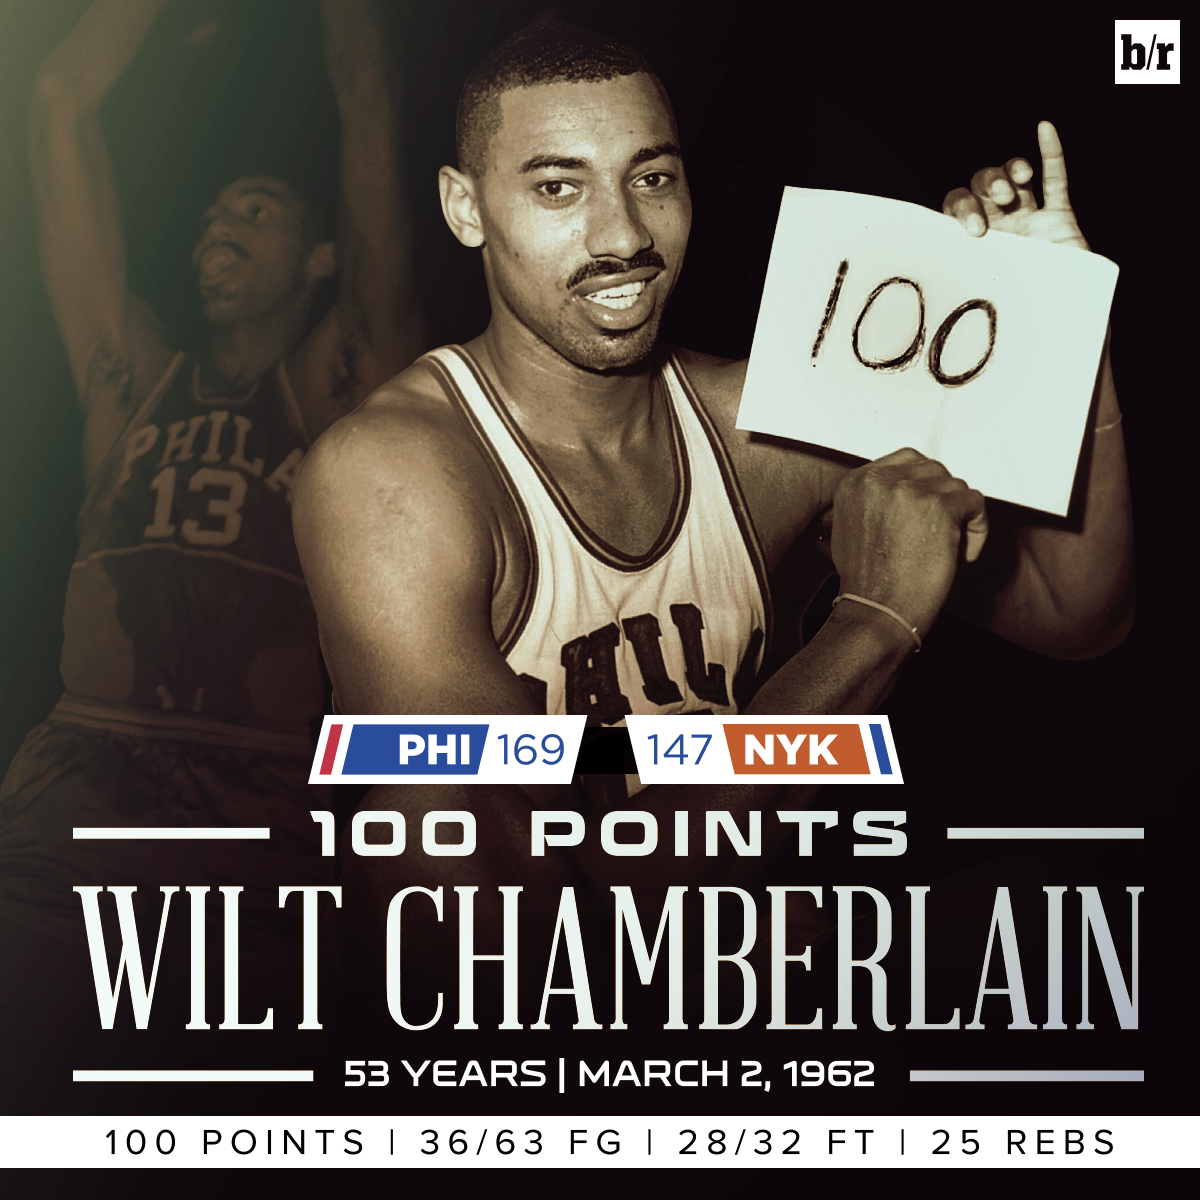 b/r
100
PHILA
13
PHIL
PHI 169 147 NYK
100 POINTS
WILT CHAMBERLAIN
53 YEARS | MARCH 2, 1962
100 POINTS | 36/63 FG | 28/32 FT | 25 REBS